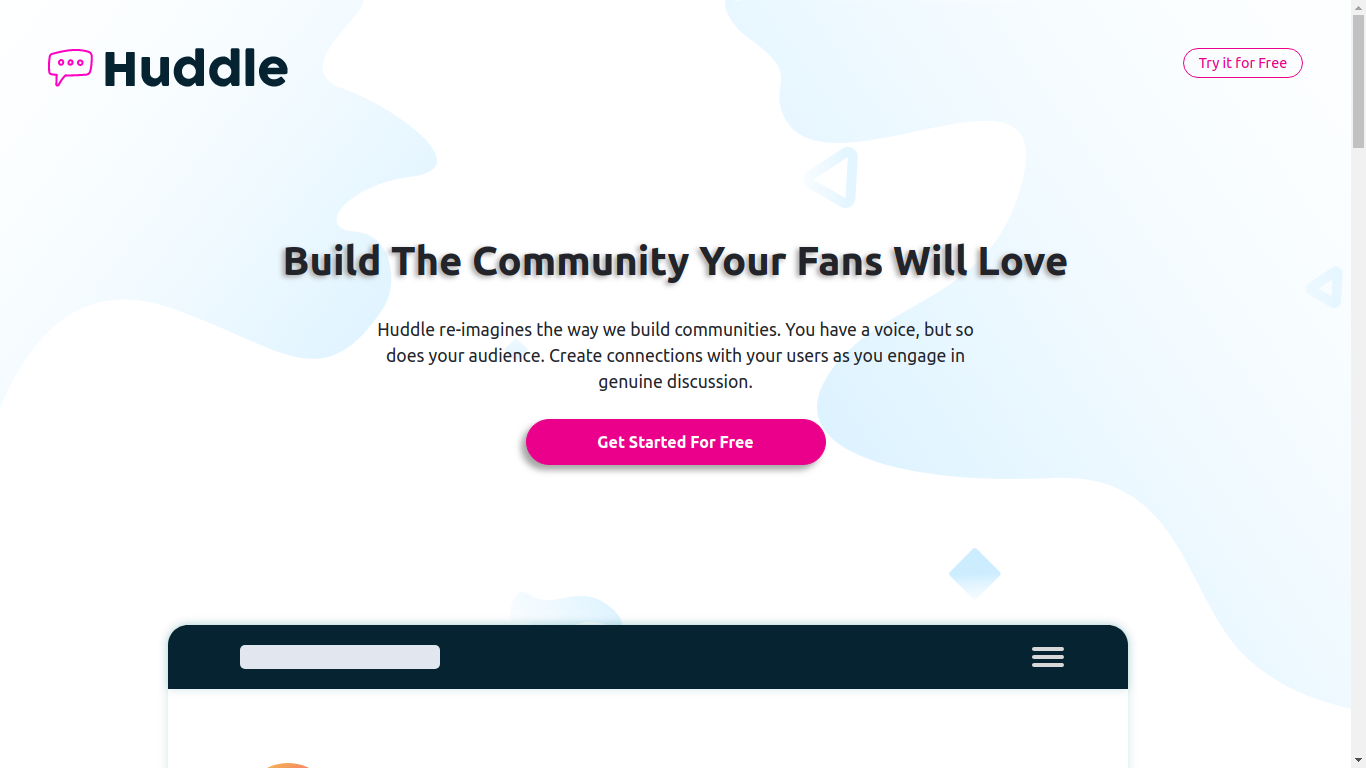 Huddle
Try it for Free
Build The Community Your Fans Will Love
Huddle re-imagines the way we build communities. You have a voice, but so
does your audience. Create connections with your users as you engage in
genuine discussion.
Get Started For Free